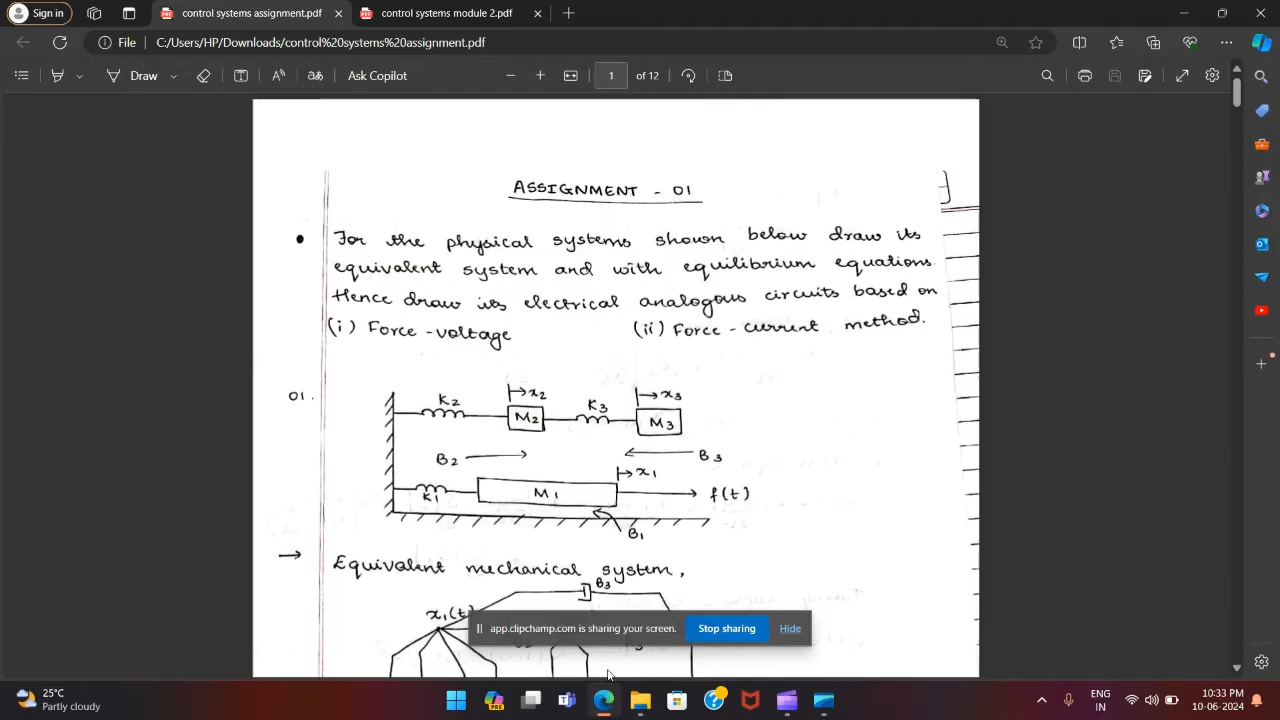 Sign in
control systems assignment.pdf
control systems module 2.pdf
File
C:/Users/HP/Downloads/control%20systems%20assignment.pdf
Draw
Ask Copilot
1
of 12
ASSIGNMENT - 01
For the physical systems shown below draw its
equivalent system and with equilibrium equations.
Hence draw its electrical analogous circuits based on
(i) Force - voltage (ii) Force - current method.
01.
K2
x2
M2
K3
x3
M3
B2
B3
x1
K1
M1
f(t)
B1
→ Equivalent mechanical system,
B3
x1(t)
app.clipchamp.com is sharing your screen.
Stop sharing
Hide
25°C
Partly cloudy
ENG
IN
10:33 PM
10-06-2024